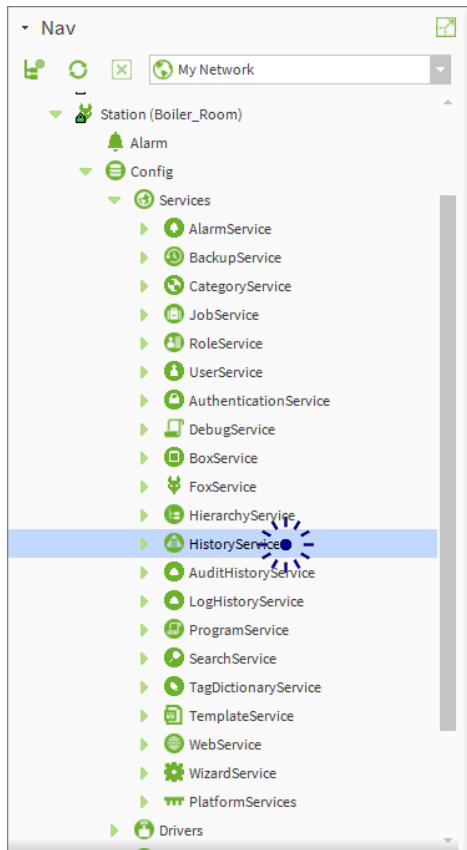 Nav
My Network
Station (Boiler_Room)
Alarm
Config
Services
AlarmService
BackupService
CategoryService
JobService
RoleService
UserService
AuthenticationService
DebugService
BoxService
FoxService
HierarchyService
HistoryService
AuditHistoryService
LogHistoryService
ProgramService
SearchService
TagDictionaryService
TemplateService
WebService
WizardService
PlatformServices
Drivers